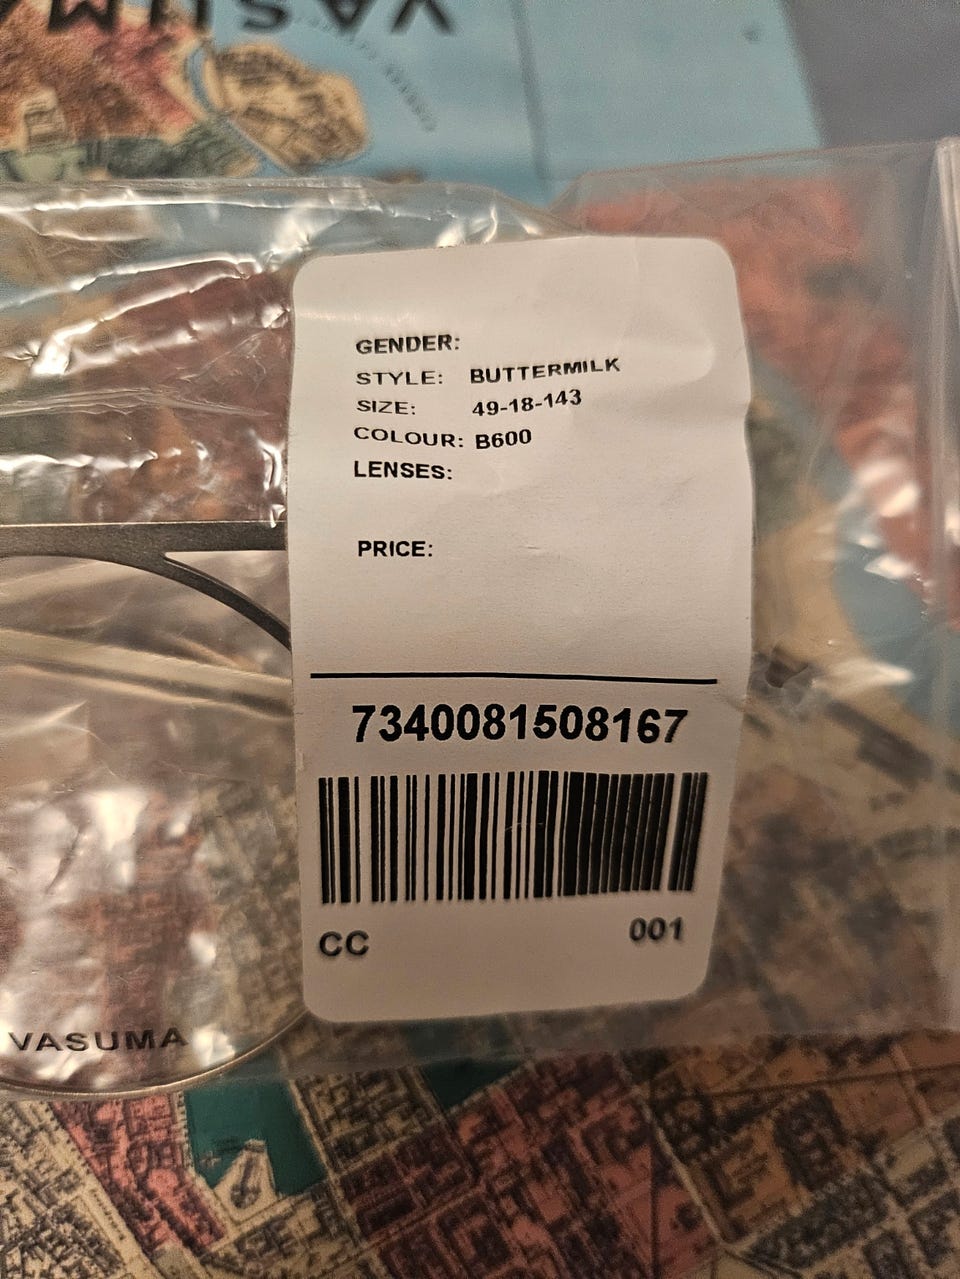 VASUMA
GENDER:
STYLE: BUTTERMILK
SIZE: 49-18-143
COLOUR: B600
LENSES:
PRICE:
7340081508167
CC 001
VASUMA